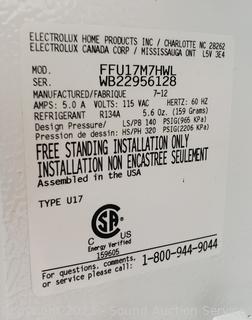 ELECTROLUX HOME PRODUCTS INC / CHARLOTTE NC 28262
ELECTROLUX CANADA CORP / MISSISSAUGA ONT L5V 3E4
MOD. FFU17M7HWL
SER. WB22956128
MANUFACTURED/FABRIQUE 7-12
AMPS: 5.0 A VOLTS: 115 VAC HERTZ: 60 HZ
REFRIGERANT R134A 5.6 Oz. (159 Grams)
Design Pressure/ LS/PB 140 PSIG(965 KPa)
Pression De Design: HS/PH 320 PSIG(2206 KPa)
FREE STANDING INSTALLATION ONLY
INSTALLATION NON ENCASTREE SEULEMENT
Assembled in the USA
TYPE U17
C US
Energy Verified
159605
For questions, comments,
or service, please call: 1-800-944-9044
Sound Auction Service